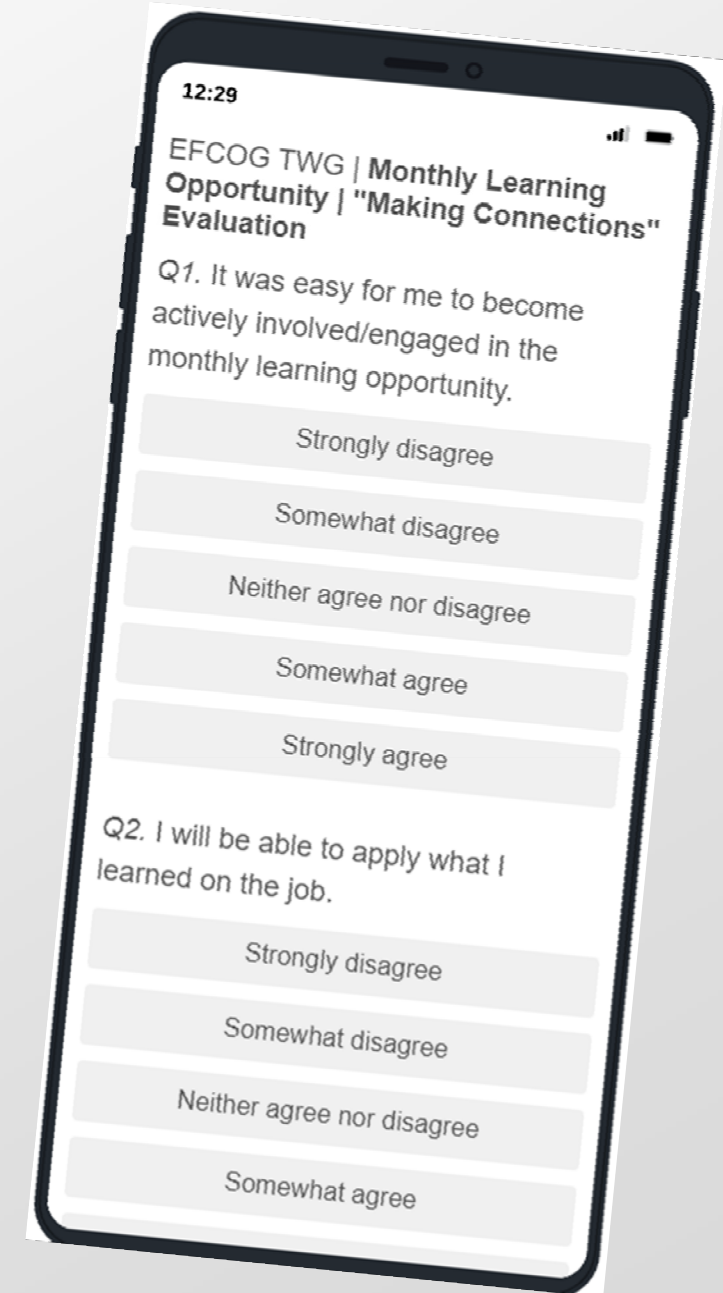 12:29
EFCOG TWG | Monthly Learning
Opportunity | "Making Connections"
Evaluation
Q1. It was easy for me to become
actively involved/engaged in the
monthly learning opportunity.
Strongly disagree
Somewhat disagree
Neither agree nor disagree
Somewhat agree
Strongly agree
Q2. I will be able to apply what I
learned on the job.
Strongly disagree
Somewhat disagree
Neither agree nor disagree
Somewhat agree